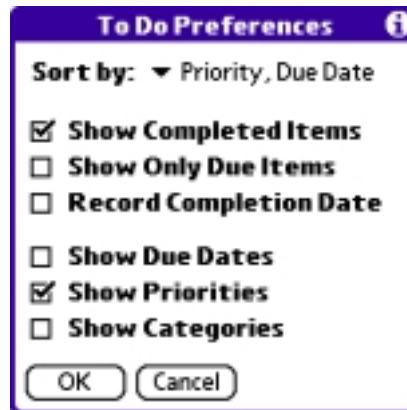 To Do Preferences
Sort by: Priority, Due Date
Show Completed Items
Show Only Due Items
Record Completion Date
Show Due Dates
Show Priorities
Show Categories
OK Cancel